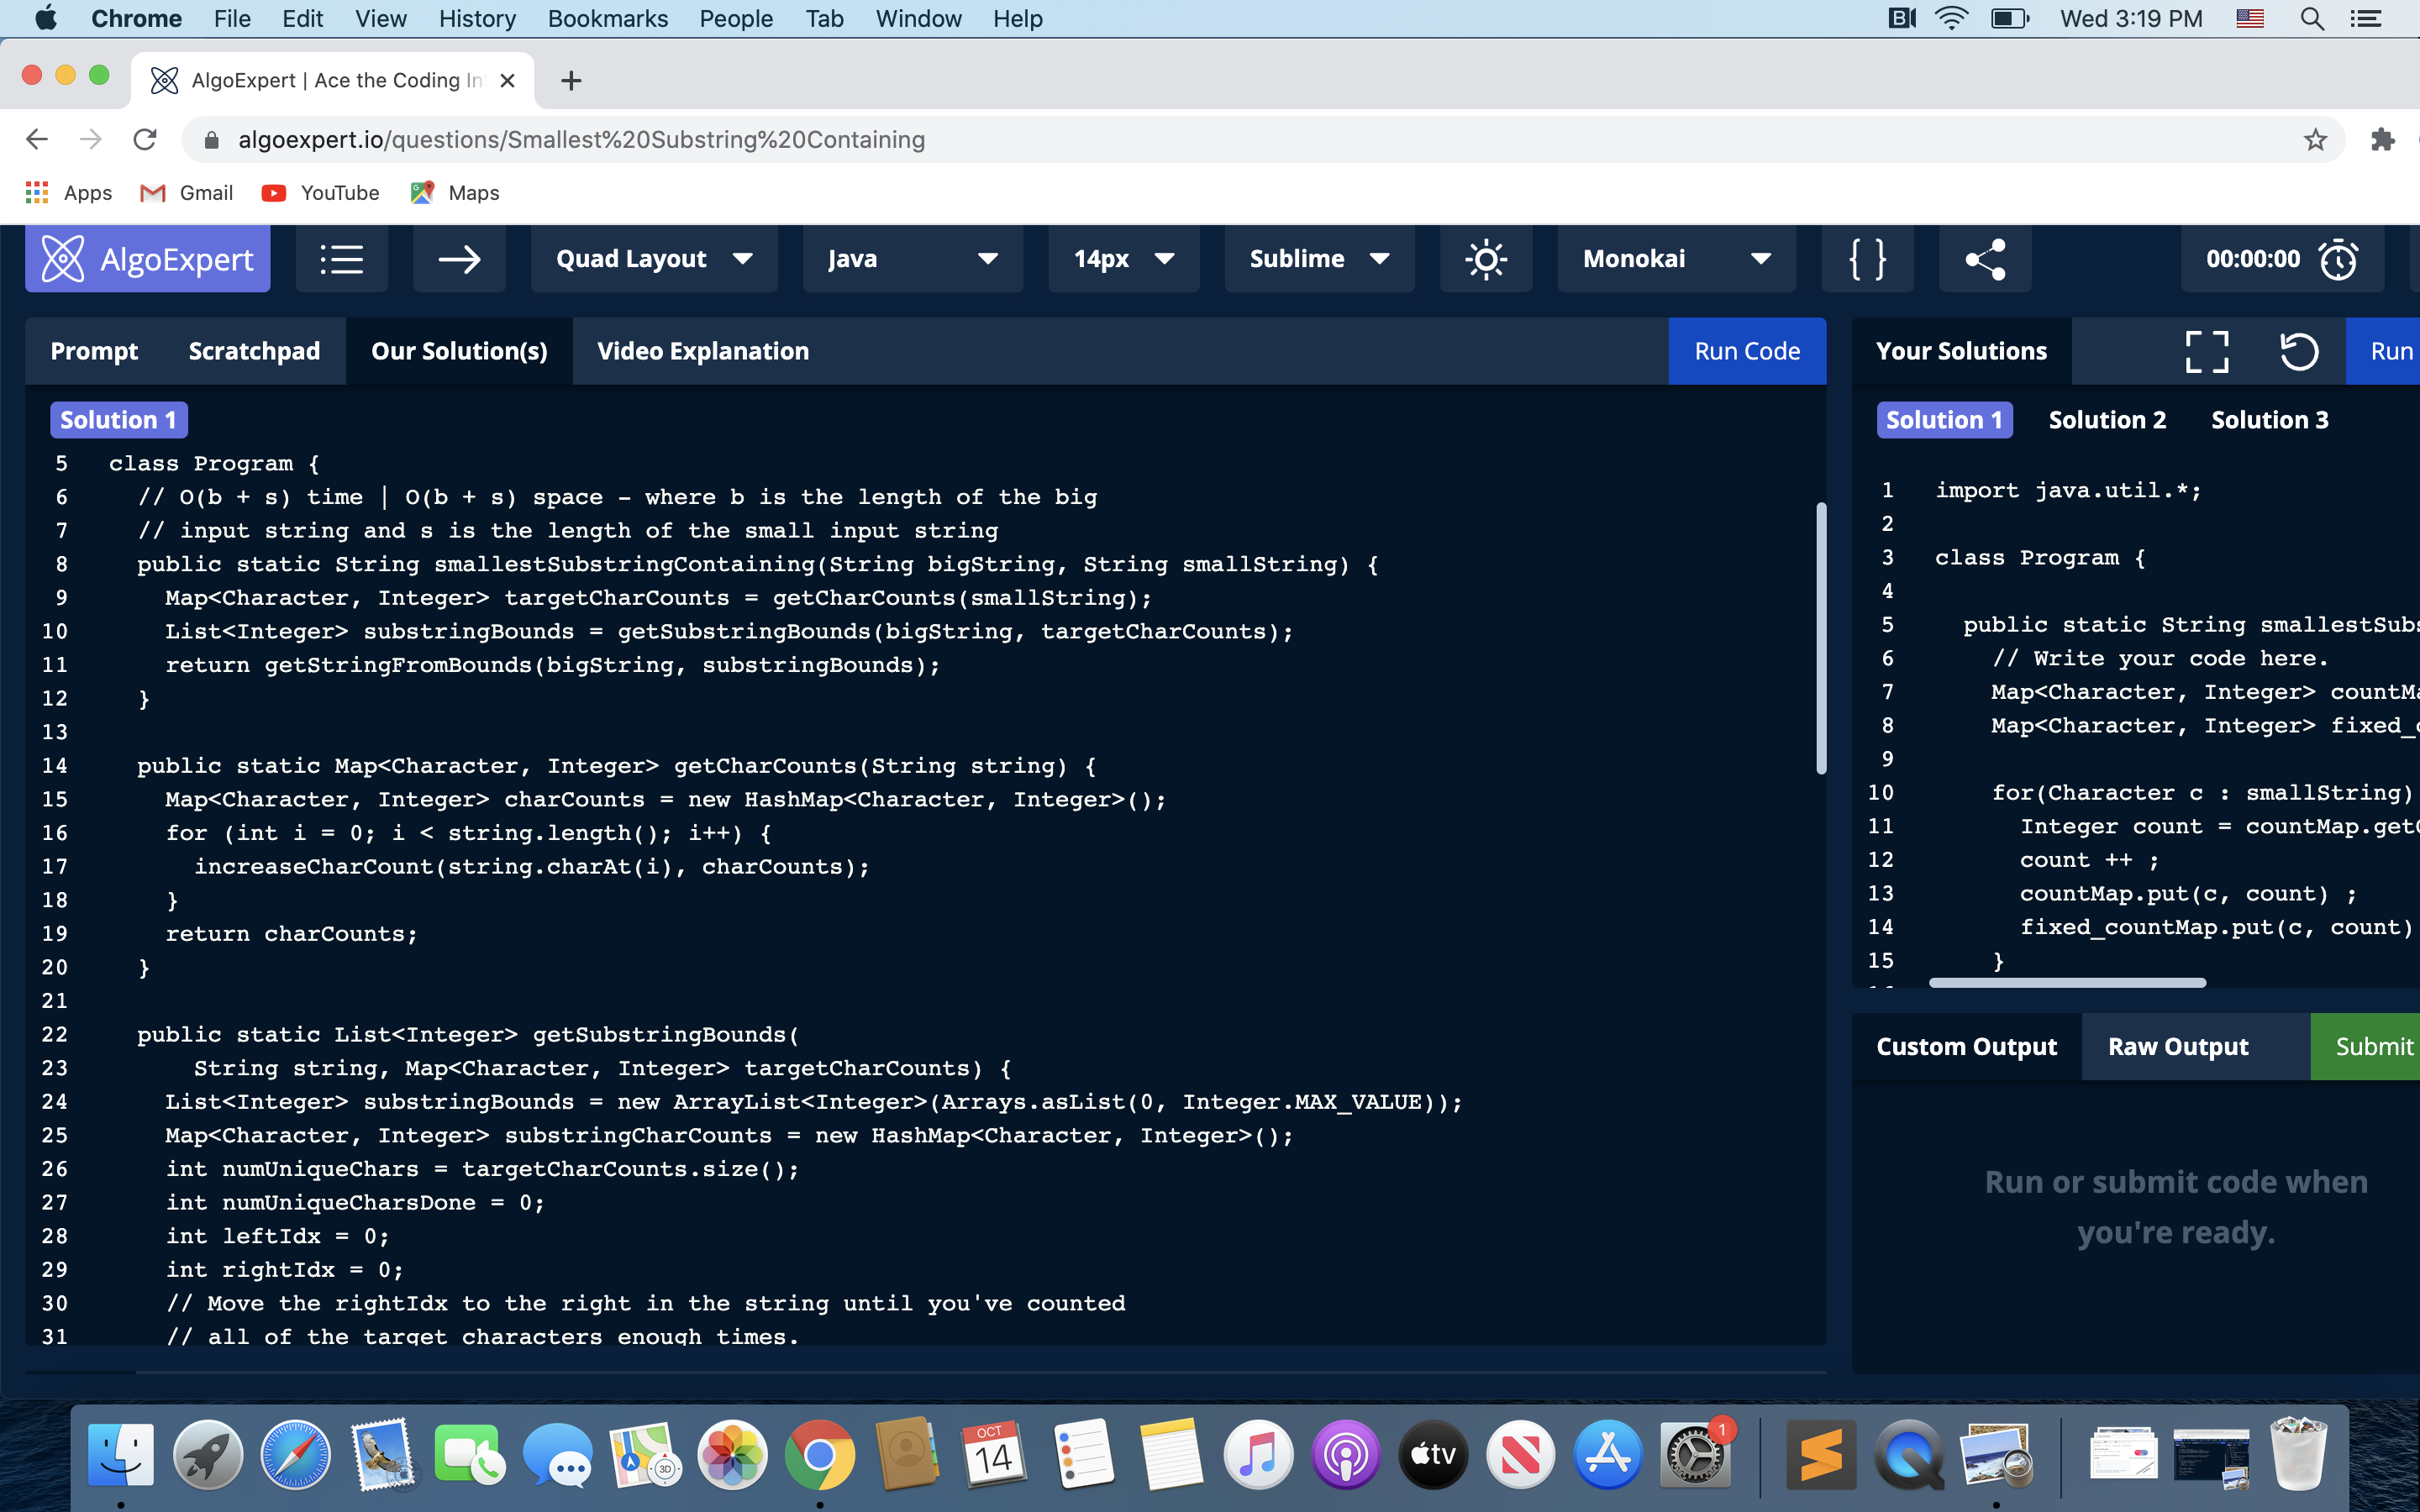 Chrome File Edit View History Bookmarks People Tab Window Help Wed 3:19 PM
AlgoExpert | Ace the Coding In
algoexpert.io/questions/Smallest%20Substring%20Containing
Apps Gmail YouTube Maps
AlgoExpert Quad Layout Java 14px Sublime Monokai { } 00:00:00
Prompt Scratchpad Our Solution(s) Video Explanation Run Code
Solution 1
5 class Program {
6 // O(b + s) time | O(b + s) space - where b is the length of the big
7 // input string and s is the length of the small input string
8 public static String smallestSubstringContaining(String bigString, String smallString) {
9 Map<Character, Integer> targetCharCounts = getCharCounts(smallString);
10 List<Integer> substringBounds = getSubstringBounds(bigString, targetCharCounts);
11 return getStringFromBounds(bigString, substringBounds);
12 }
13
14 public static Map<Character, Integer> getCharCounts(String string) {
15 Map<Character, Integer> charCounts = new HashMap<Character, Integer>();
16 for (int i = 0; i < string.length(); i++) {
17 increaseCharCount(string.charAt(i), charCounts);
18 }
19 return charCounts;
20 }
21
22 public static List<Integer> getSubstringBounds(
23 String string, Map<Character, Integer> targetCharCounts) {
24 List<Integer> substringBounds = new ArrayList<Integer>(Arrays.asList(0, Integer.MAX_VALUE));
25 Map<Character, Integer> substringCharCounts = new HashMap<Character, Integer>();
26 int numUniqueChars = targetCharCounts.size();
27 int numUniqueCharsDone = 0;
28 int leftIdx = 0;
29 int rightIdx = 0;
30 // Move the rightIdx to the right in the string until you've counted
31 // all of the target characters enough times.
Your Solutions Run
Solution 1 Solution 2 Solution 3
1 import java.util.*;
2
3 class Program {
4
5 public static String smallestSubs
6 // Write your code here.
7 Map<Character, Integer> countMa
8 Map<Character, Integer> fixed_c
9
10 for(Character c : smallString)
11 Integer count = countMap.getO
12 count ++ ;
13 countMap.put(c, count) ;
14 fixed_countMap.put(c, count)
15 }
Custom Output Raw Output Submit
Run or submit code when
you're ready.
OCT
14
3D
tv
1